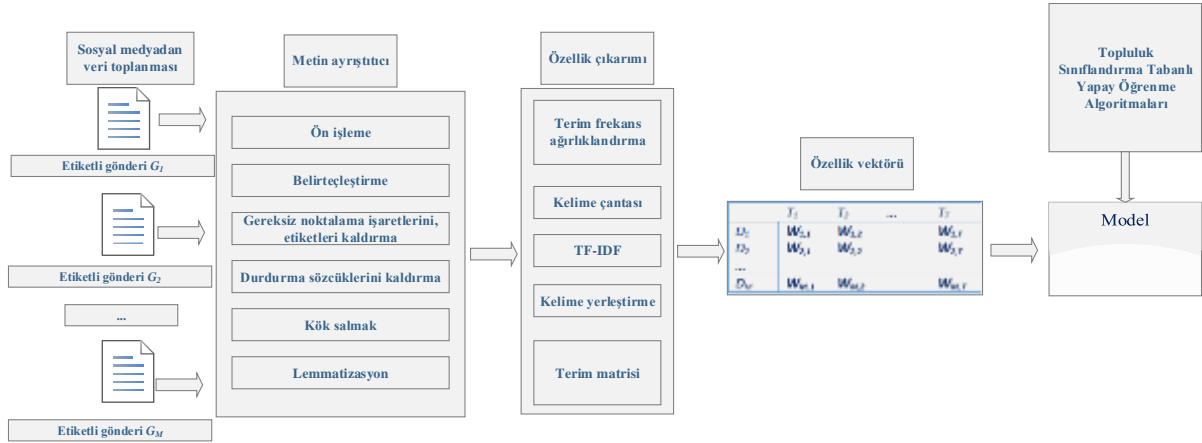 Sosyal medyadan
veri toplanması
Etiketli gönderi G1
Etiketli gönderi G2
...
Etiketli gönderi GM
Metin ayrıştıtıcı
Ön işleme
Belirteçleştirme
Gereksiz noktalama işaretlerini,
etiketleri kaldırma
Durdurma sözcüklerini kaldırma
Kök salmak
Lemmatizasyon
Özellik çıkarımı
Terim frekans
ağırlıklandırma
Kelime çantası
TF-IDF
Kelime yerleştirme
Terim matrisi
Özellik vektörü
T1 T2 ... TT
D1 W1,1 W1,2 W1,T
D2 W2,1 W2,2 W2,T
...
DM WM,1 WM,2 WM,T
Topluluk
Sınıflandırma Tabanlı
Yapay Öğrenme
Algoritmaları
Model